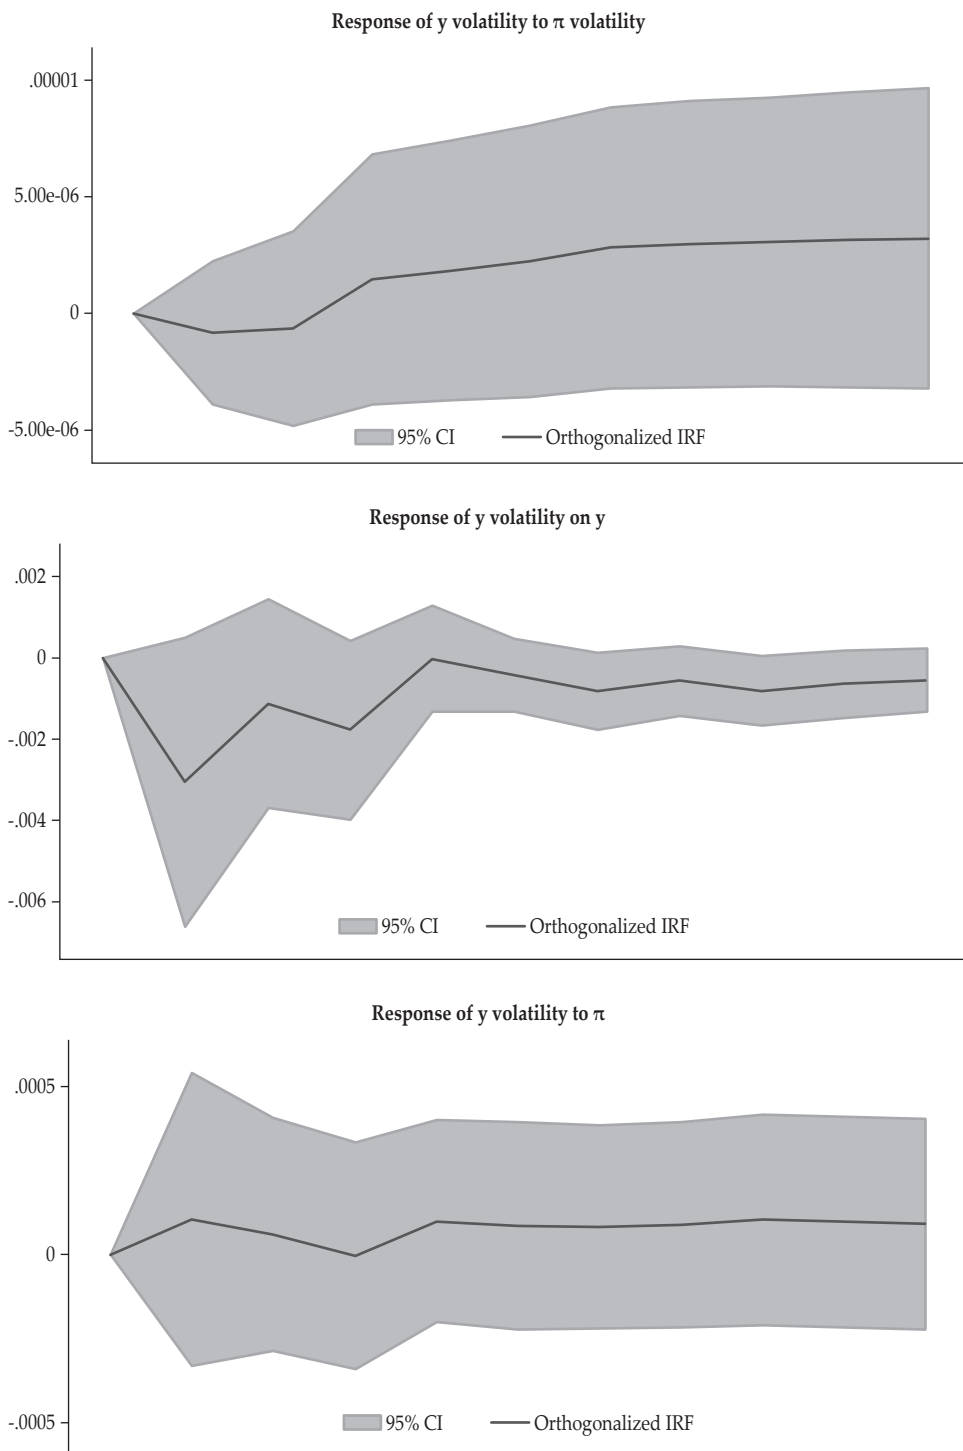 Response of y volatility to π volatility
.00001
5.00e-06
0
-5.00e-06
95% CI
Orthogonalized IRF
Response of y volatility on y
.002
0
-.002
-.004
-.006
95% CI
Orthogonalized IRF
Response of y volatility to π
.0005
0
-.0005
95% CI
Orthogonalized IRF